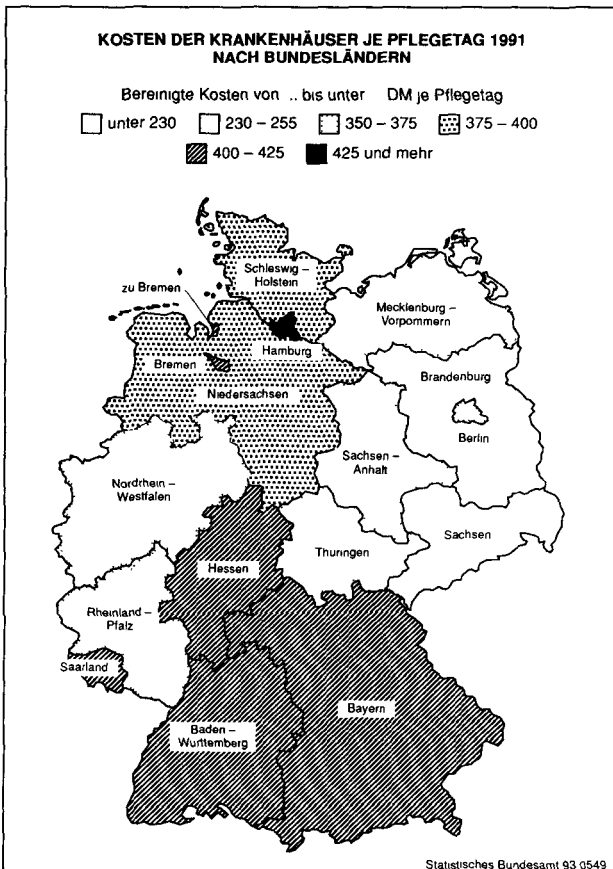 KOSTEN DER KRANKENHÄUSER JE PFLEGETAG 1991
NACH BUNDESLÄNDERN
Bereinigte Kosten von .. bis unter DM je Pflegetag
unter 230
230 – 255
350 – 375
375 – 400
400 – 425
425 und mehr
Schleswig –
Holstein
zu Bremen
Mecklenburg –
Vorpommern
Hamburg
Bremen
Brandenburg
Niedersachsen
Berlin
Sachsen –
Anhalt
Nordrhein –
Westfalen
Sachsen
Thuringen
Hessen
Rheinland –
Pfalz
Saarland
Bayern
Baden –
Wurttemberg
Statistisches Bundesamt 93 0549